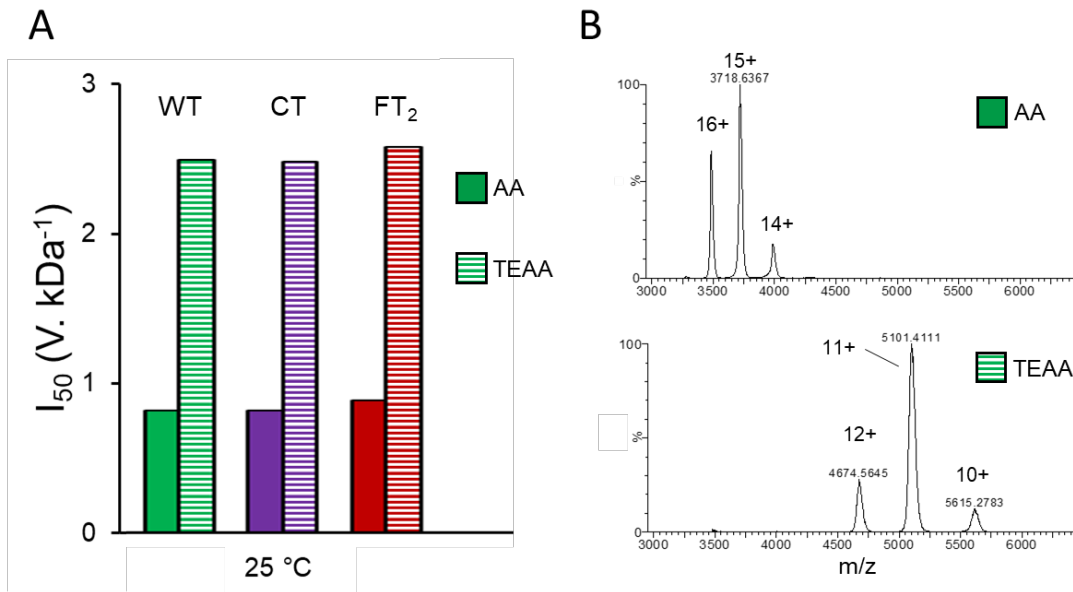 A
3
2
1
0
I₅₀ (V. kDa⁻¹)
WT CT FT₂
AA
TEAA
25 °C
B
100
%
0
16+
15+
3718.6367
14+
AA
3000 3500 4000 4500 5000 5500 6000
100
%
0
12+
4674.5645
11+
5101.4111
10+
5615.2783
TEAA
3000 3500 4000 4500 5000 5500 6000
m/z